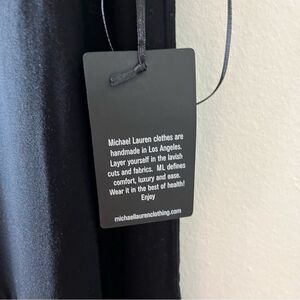 Michael Lauren clothes are
handmade in Los Angeles.
Layer yourself in the lavish
cuts and fabrics. ML defines
comfort, luxury and ease.
Wear it in the best of health!
Enjoy
michaellaurenclothing.com